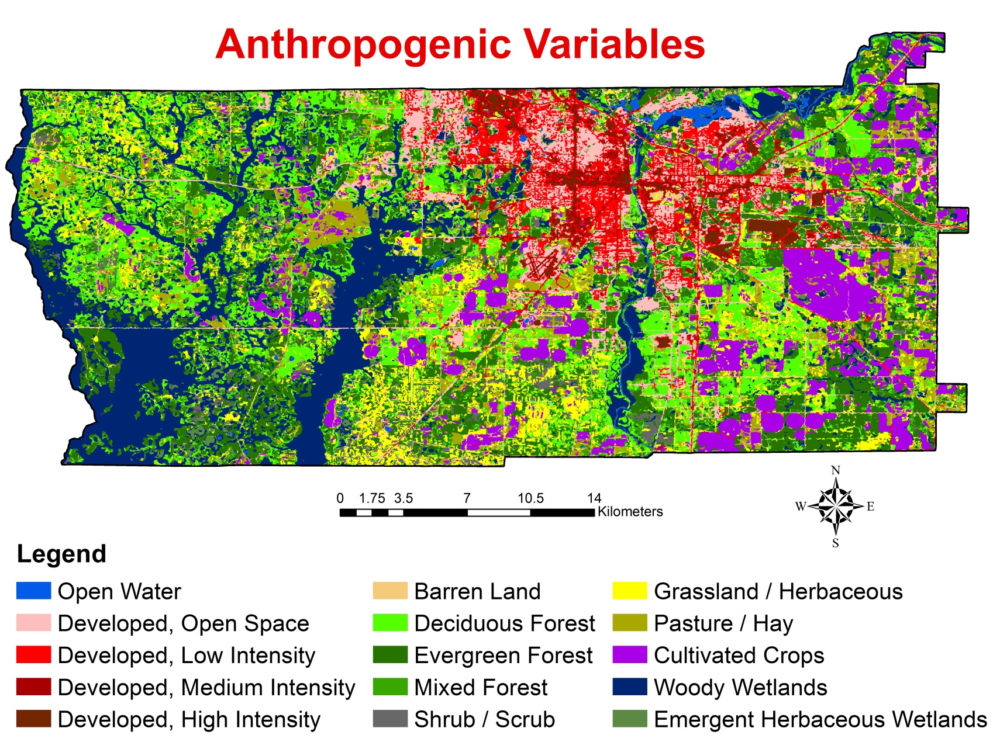 Anthropogenic Variables
0 1.75 3.5 7 10.5 14
Kilometers
N
W E
S
Legend
Open Water
Developed, Open Space
Developed, Low Intensity
Developed, Medium Intensity
Developed, High Intensity
Barren Land
Deciduous Forest
Evergreen Forest
Mixed Forest
Shrub / Scrub
Grassland / Herbaceous
Pasture / Hay
Cultivated Crops
Woody Wetlands
Emergent Herbaceous Wetlands